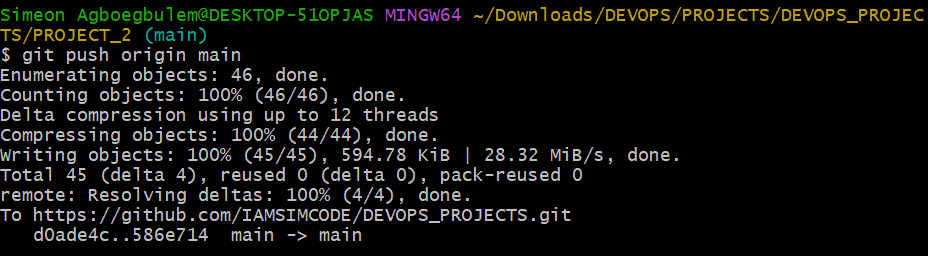 Simeon Agboegbulem@DESKTOP-51OPJAS MINGW64 ~/Downloads/DEVOPS/PROJECTS/DEVOPS_PROJEC
TS/PROJECT_2 (main)
$ git push origin main
Enumerating objects: 46, done.
Counting objects: 100% (46/46), done.
Delta compression using up to 12 threads
Compressing objects: 100% (44/44), done.
Writing objects: 100% (45/45), 594.78 KiB | 28.32 MiB/s, done.
Total 45 (delta 4), reused 0 (delta 0), pack-reused 0
remote: Resolving deltas: 100% (4/4), done.
To https://github.com/IAMSIMCODE/DEVOPS_PROJECTS.git
   d0ade4c..586e714  main -> main